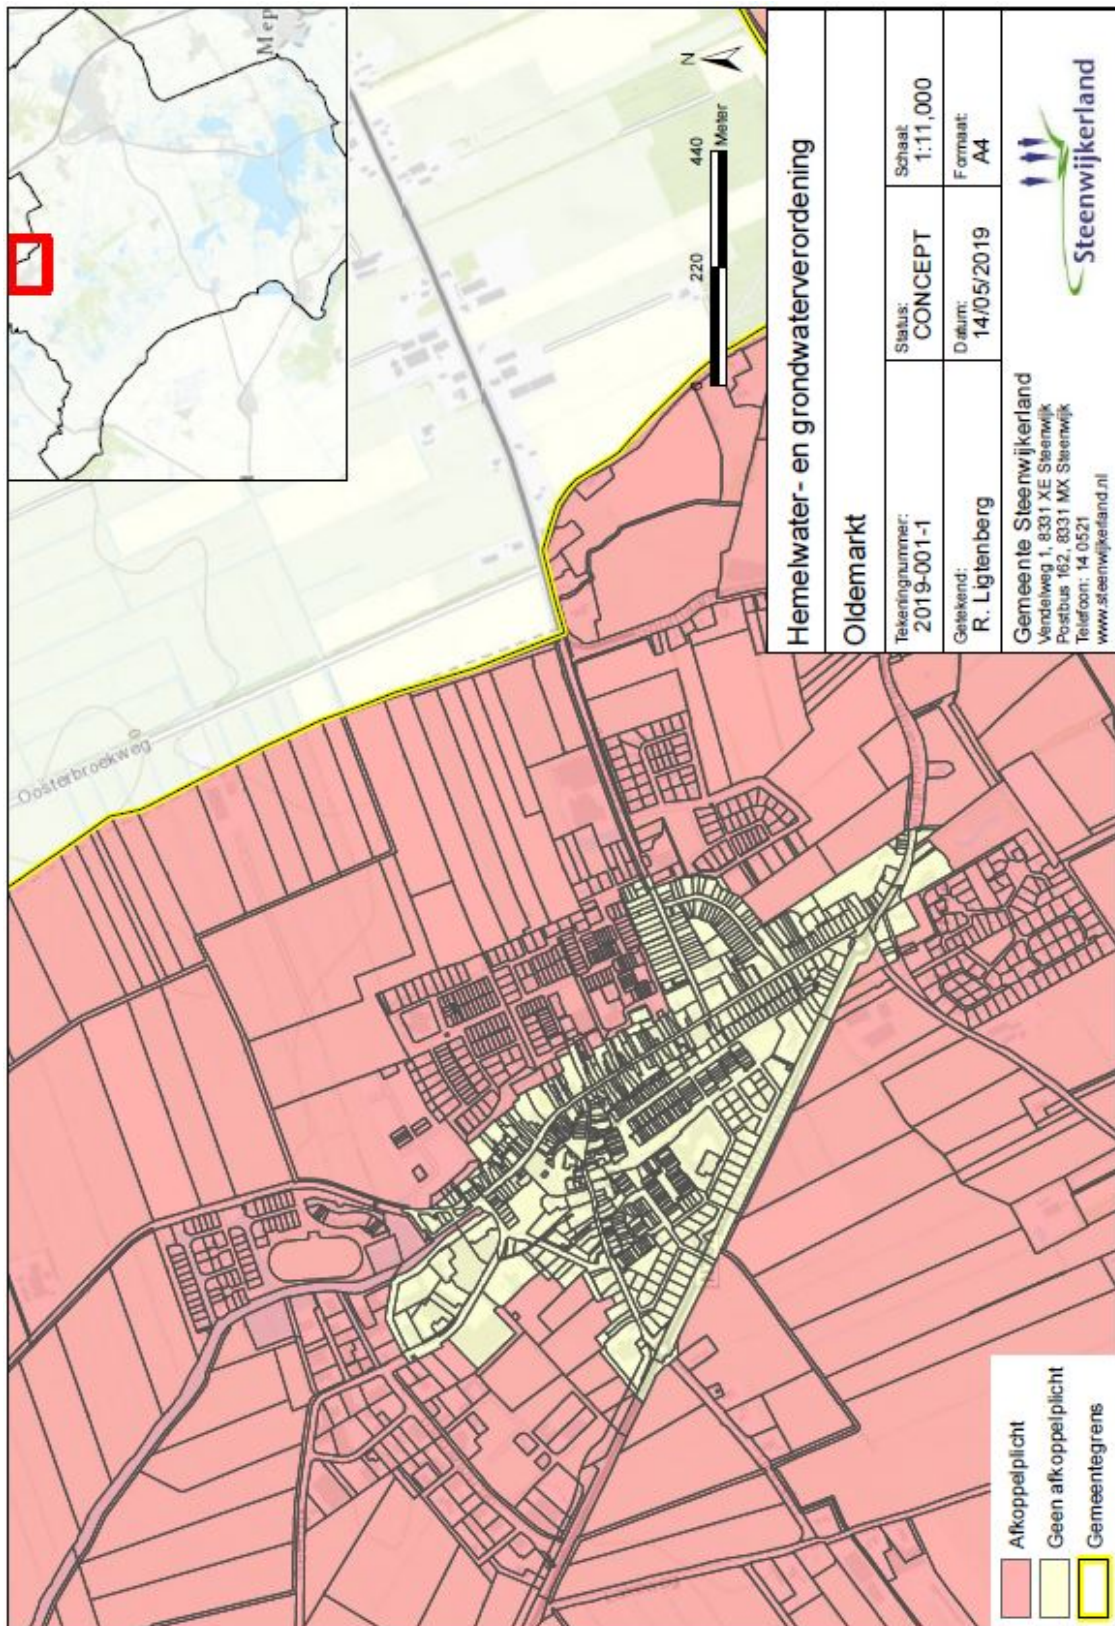 Mep
N
0 220 440
Meter
Oosterbroekweg
Hemelwater- en grondwaterverordening
Oldemarkt
Tekeningnummer:
2019-001-1
Status:
CONCEPT
Schaal:
1:11,000
Getekend:
R. Ligtenberg
Datum:
14/05/2019
Formaat:
A4
Gemeente Steenwijkerland
Vendelweg 1, 8331 XE Steenwijk
Postbus 162, 8331 MX Steenwijk
Telefoon: 14 0521
www.steenwijkerland.nl
Steenwijkerland
Afkoppelplicht
Geen afkoppelplicht
Gemeentegrens